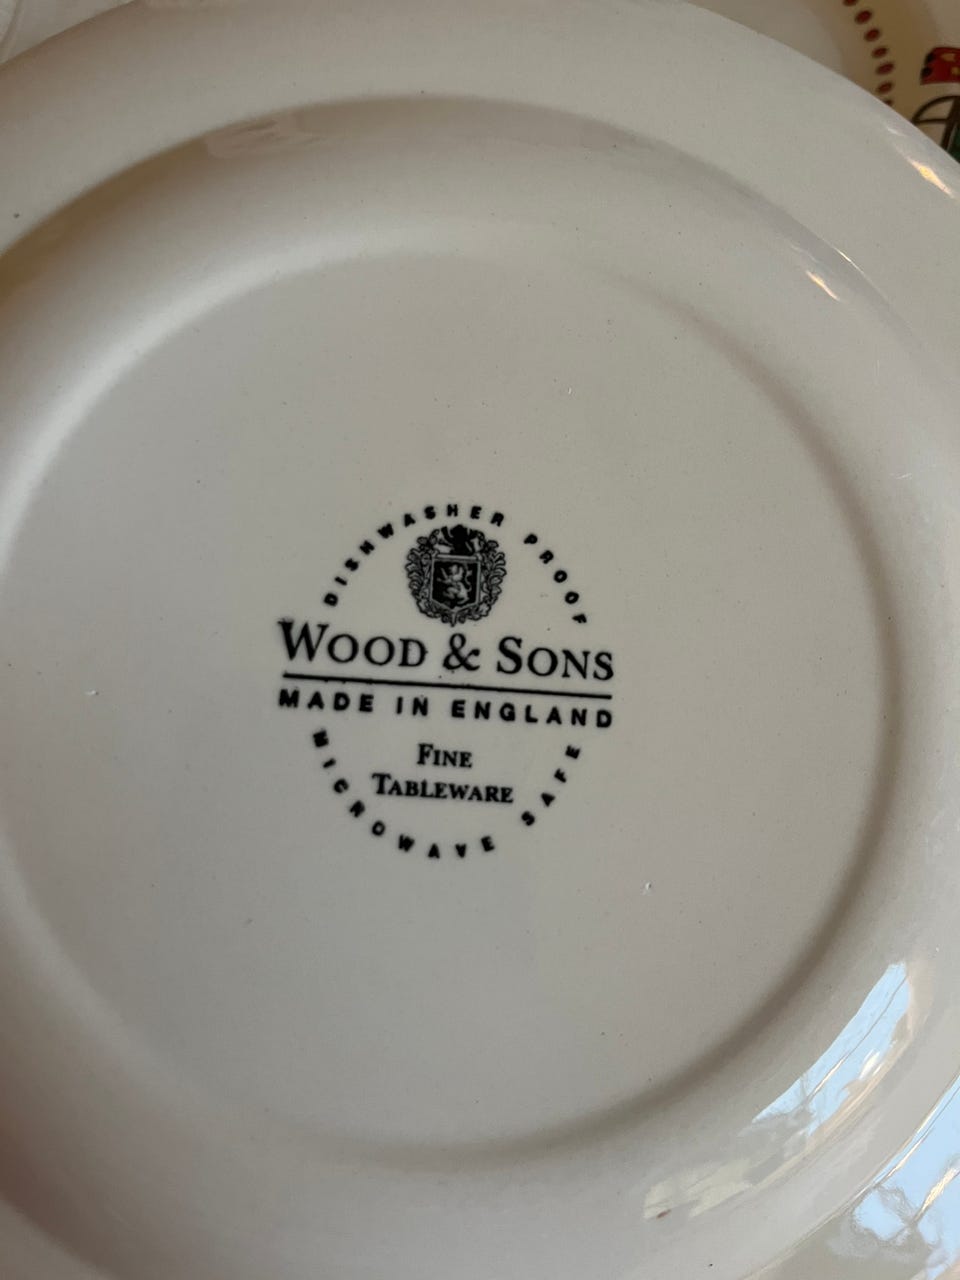 DISHWASHER PROOF
WOOD & SONS
MADE IN ENGLAND
FINE
TABLEWARE
MICROWAVE SAFE